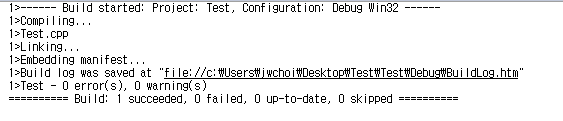 1>------ Build started: Project: Test, Configuration: Debug Win32 ------
1>Compiling...
1>Test.cpp
1>Linking...
1>Embedding manifest...
1>Build log was saved at "file://c:₩Users₩jwchoi₩Desktop₩Test₩Test₩Debug₩BuildLog.htm"
1>Test - 0 error(s), 0 warning(s)
========== Build: 1 succeeded, 0 failed, 0 up-to-date, 0 skipped ==========